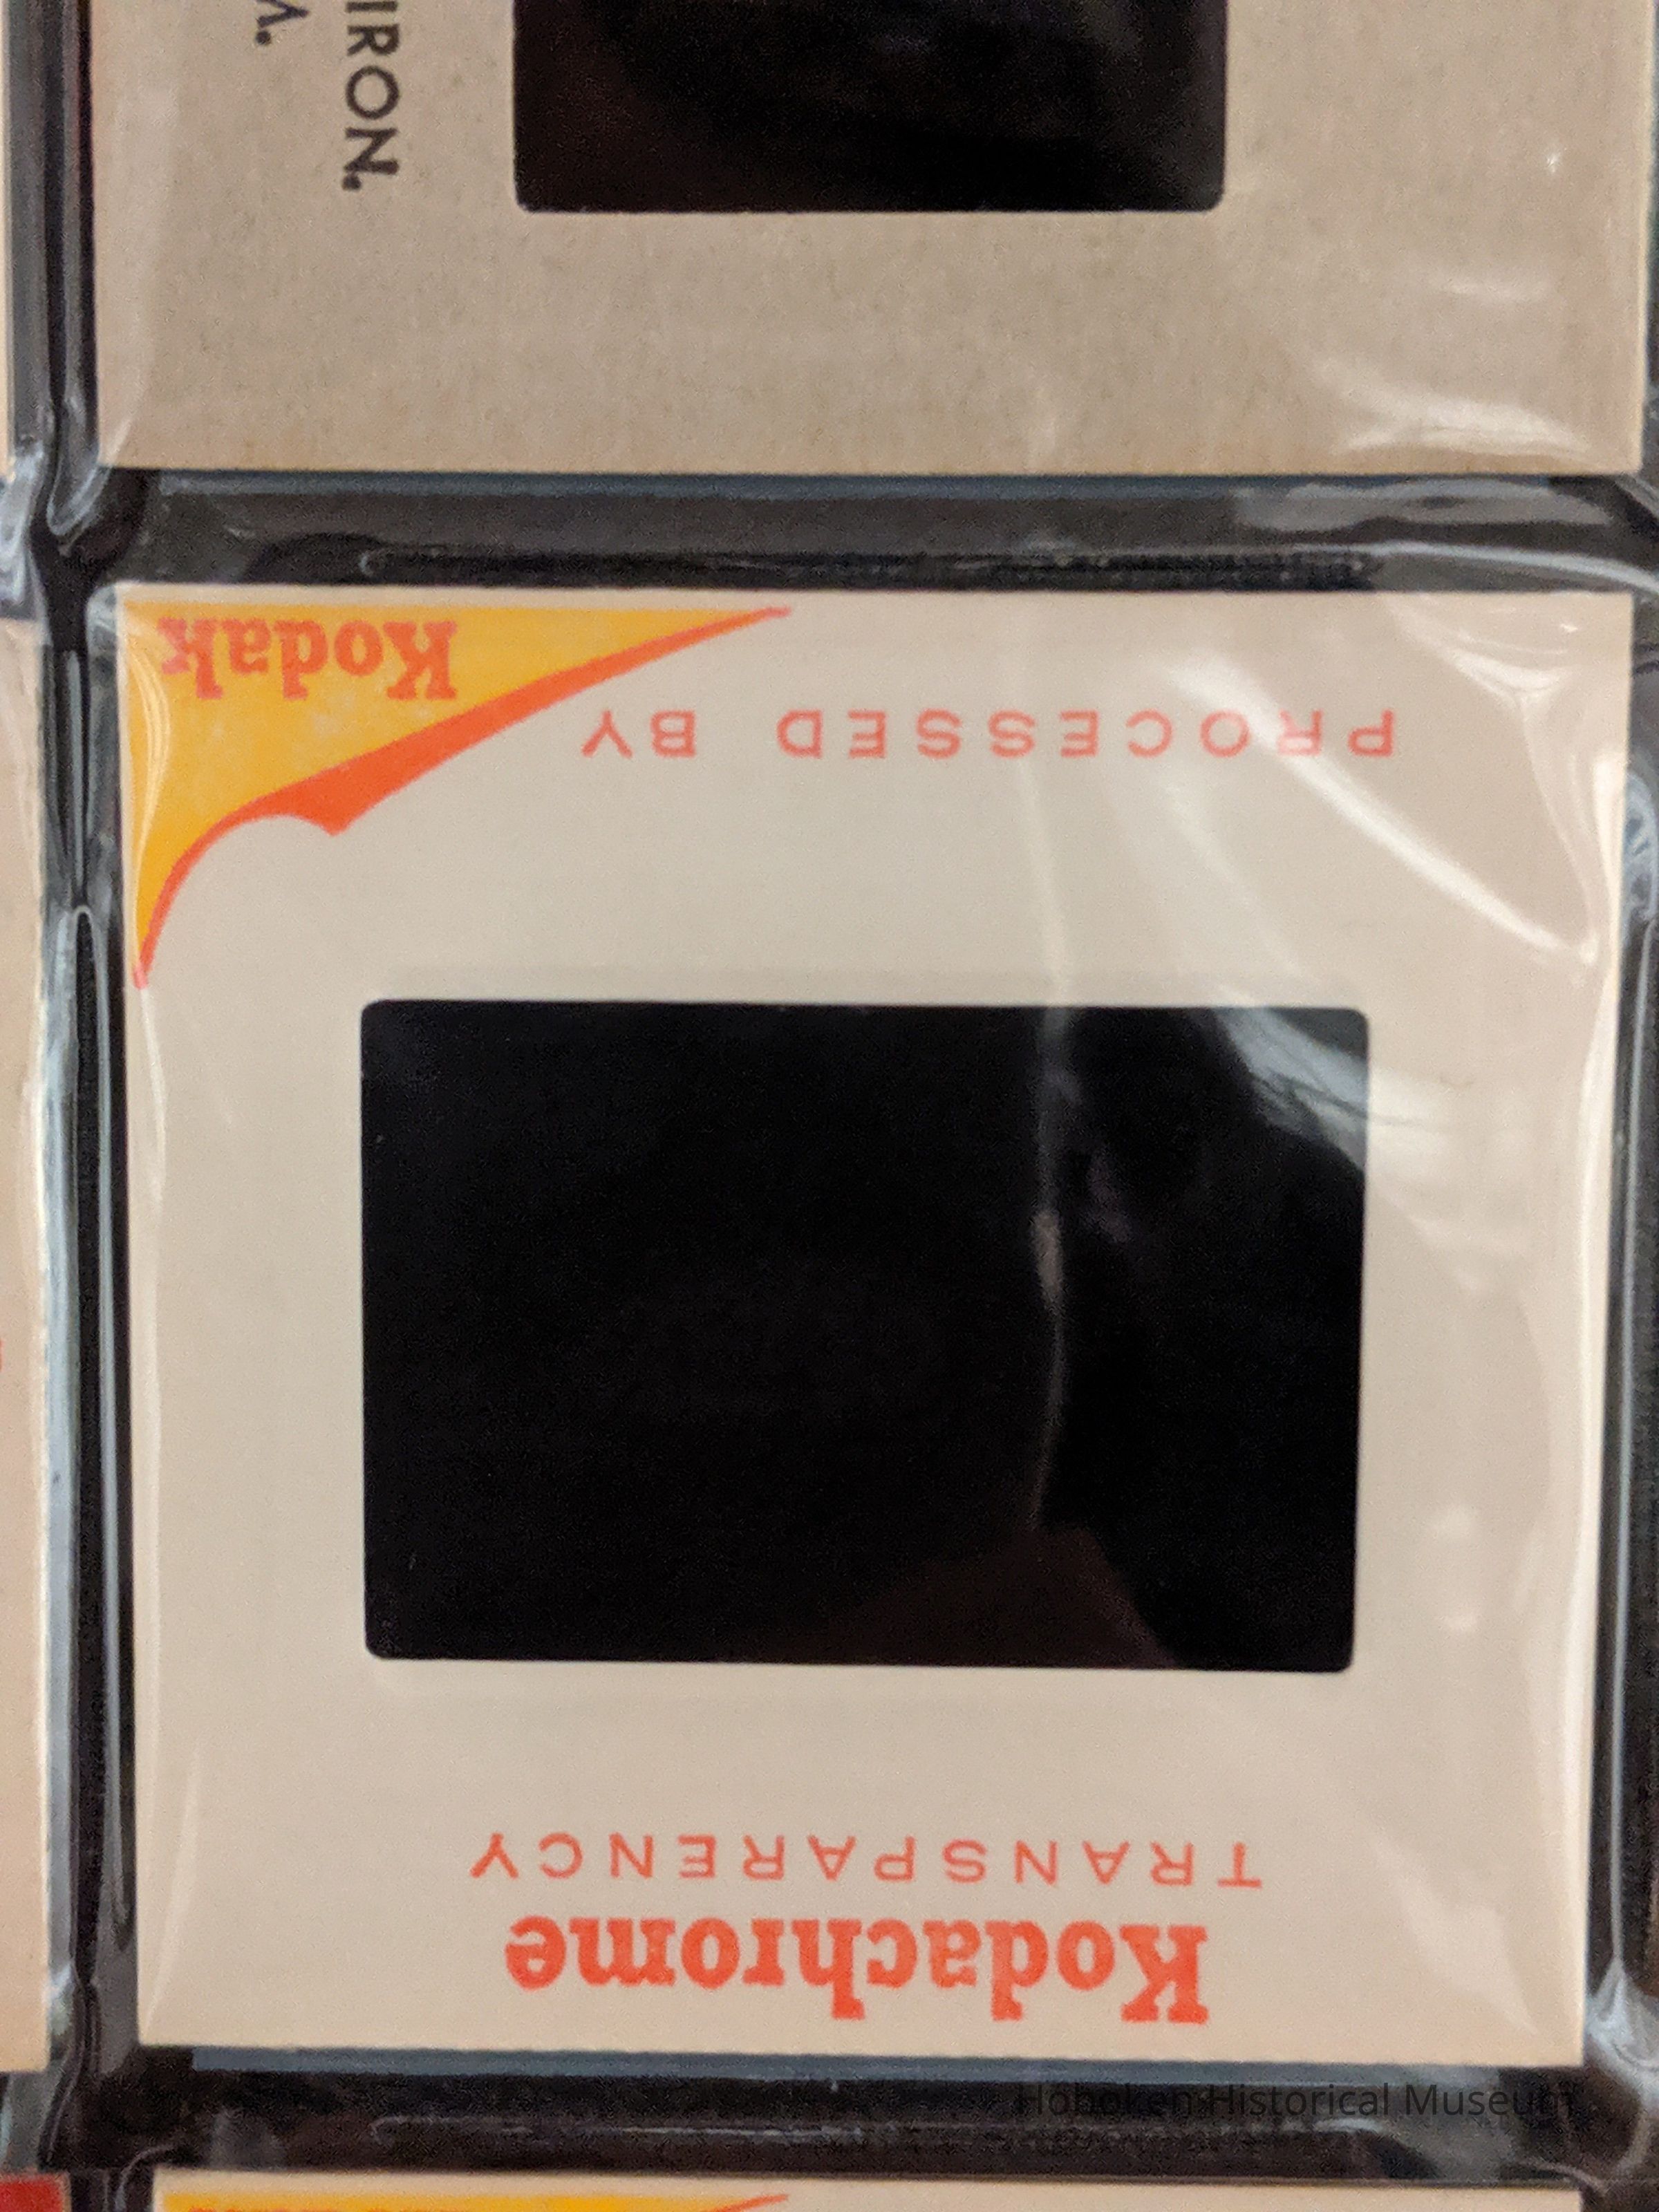 IRON.
Kodachrome
TRANSPARENCY
PROCESSED BY
Kodak
Hoboken Historical Museum